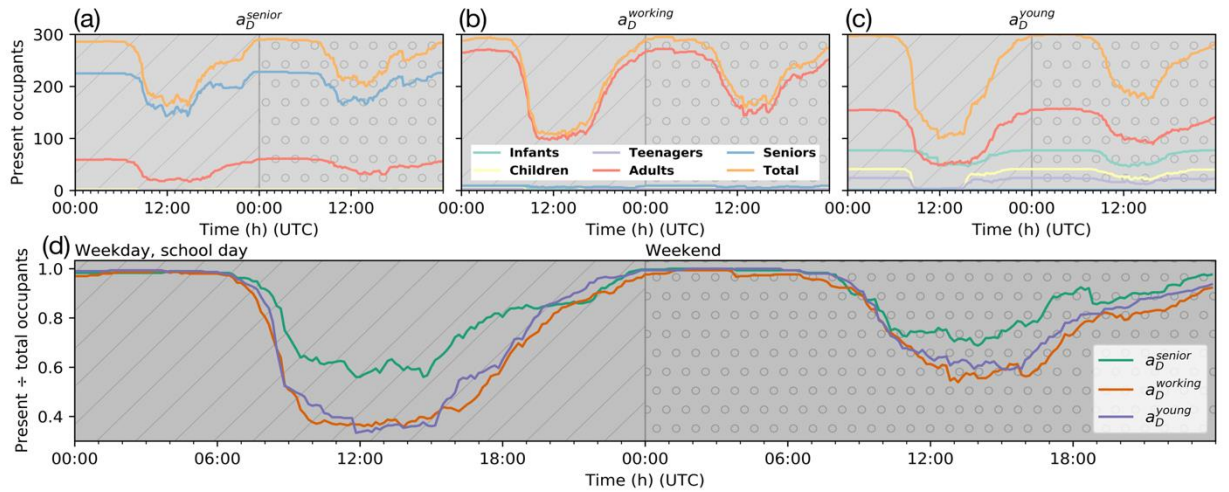 (a) a_D^senior
(b) a_D^working
(c) a_D^young
Present occupants
300
200
100
0
Infants Teenagers Seniors
Children Adults Total
00:00 12:00 00:00 12:00
00:00 12:00 00:00 12:00
00:00 12:00 00:00 12:00
Time (h) (UTC)
Time (h) (UTC)
Time (h) (UTC)
(d) Weekday, school day Weekend
Present ÷ total occupants
1.0
0.8
0.6
0.4
a_D^senior
a_D^working
a_D^young
00:00 06:00 12:00 18:00 00:00 06:00 12:00 18:00
Time (h) (UTC)